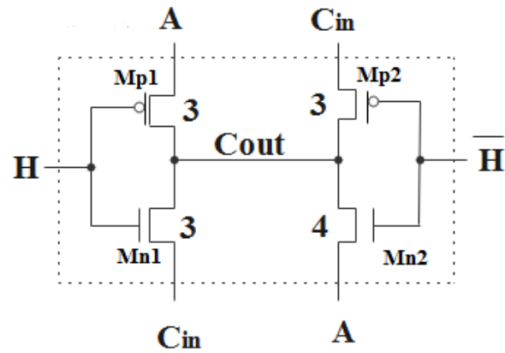 A Cin
Mp1 Mp2
3 3
Cout
H H̅
3 4
Mn1 Mn2
Cin A